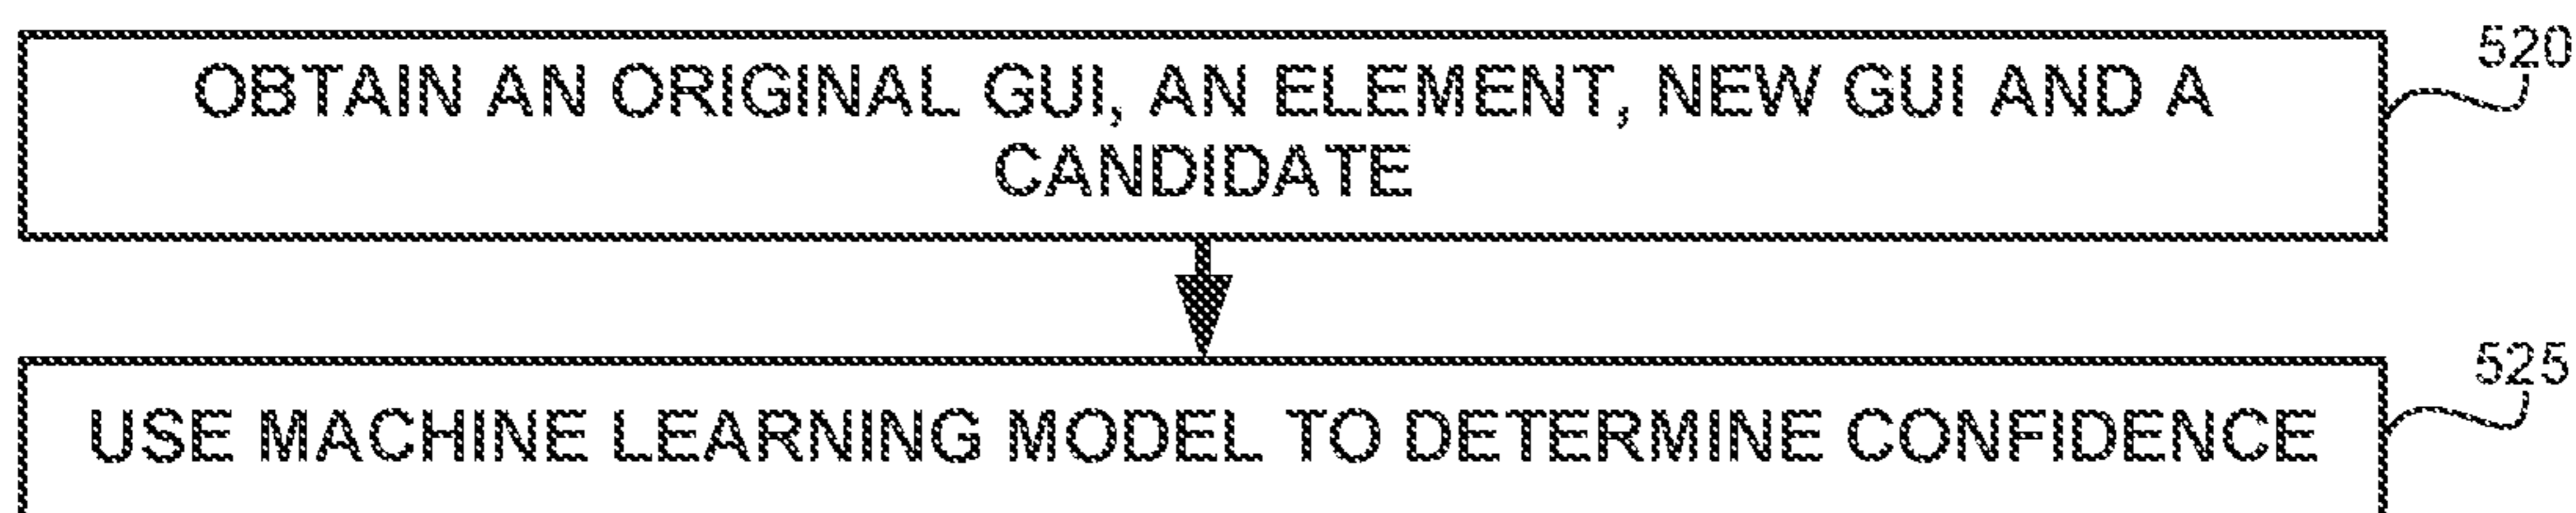 OBTAIN AN ORIGINAL GUI, AN ELEMENT, NEW GUI AND A
CANDIDATE
520
USE MACHINE LEARNING MODEL TO DETERMINE CONFIDENCE
525